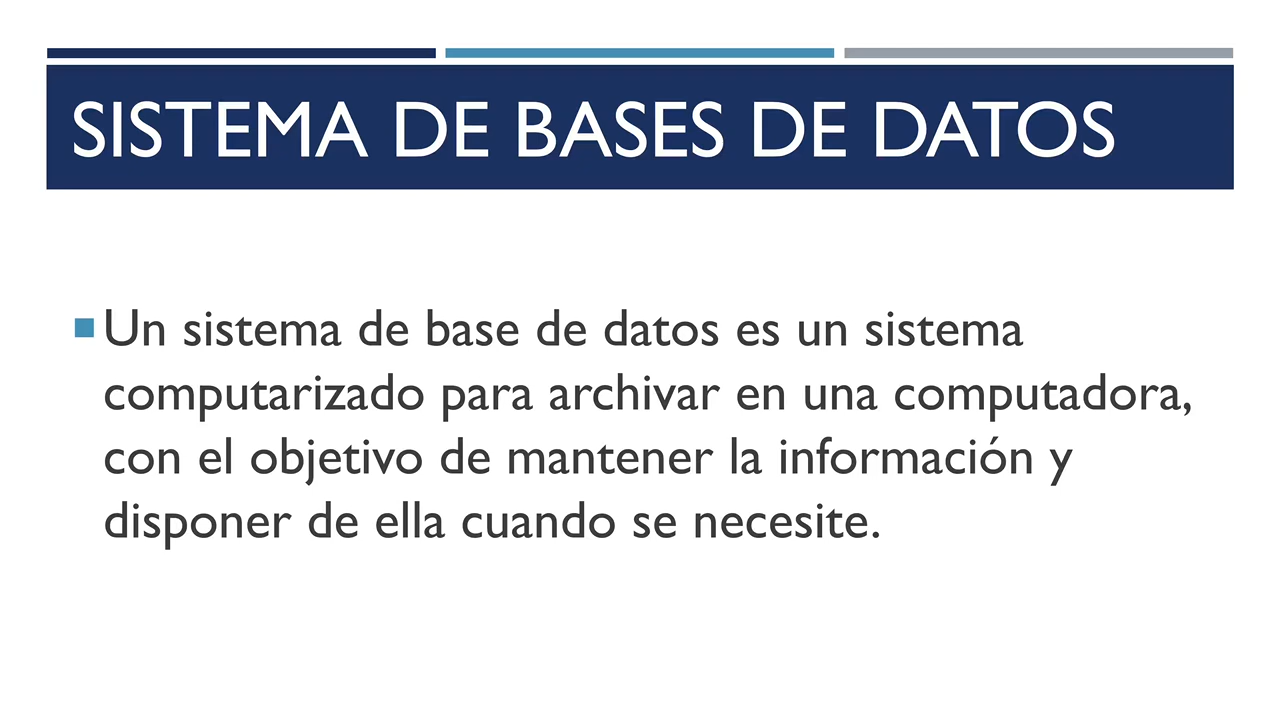 SISTEMA DE BASES DE DATOS
Un sistema de base de datos es un sistema
computarizado para archivar en una computadora,
con el objetivo de mantener la información y
disponer de ella cuando se necesite.